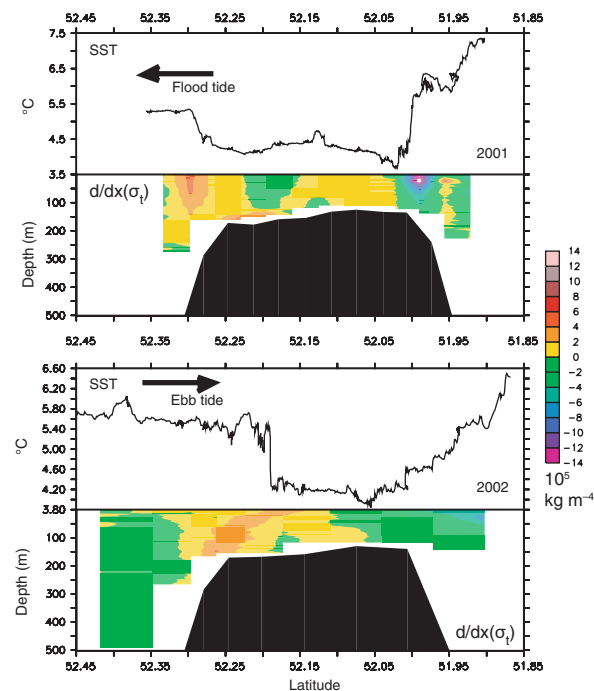 52.45 52.35 52.25 52.15 52.05 51.95 51.85
7.5
SST
6.5
Flood tide
°C
5.5
4.5
2001
3.5
d/dx(σt)
100
Depth (m)
200
300
400
500
52.45 52.35 52.25 52.15 52.05 51.95 51.85
6.60
SST
6.20
Ebb tide
5.80
°C
5.40
5.00
4.60
4.20
2002
3.80
100
Depth (m)
200
300
400
d/dx(σt)
500
52.45 52.35 52.25 52.15 52.05 51.95 51.85
Latitude
14
12
10
8
6
4
2
0
−2
−4
−6
−8
−10
−12
−14
10⁵
kg m⁻⁴